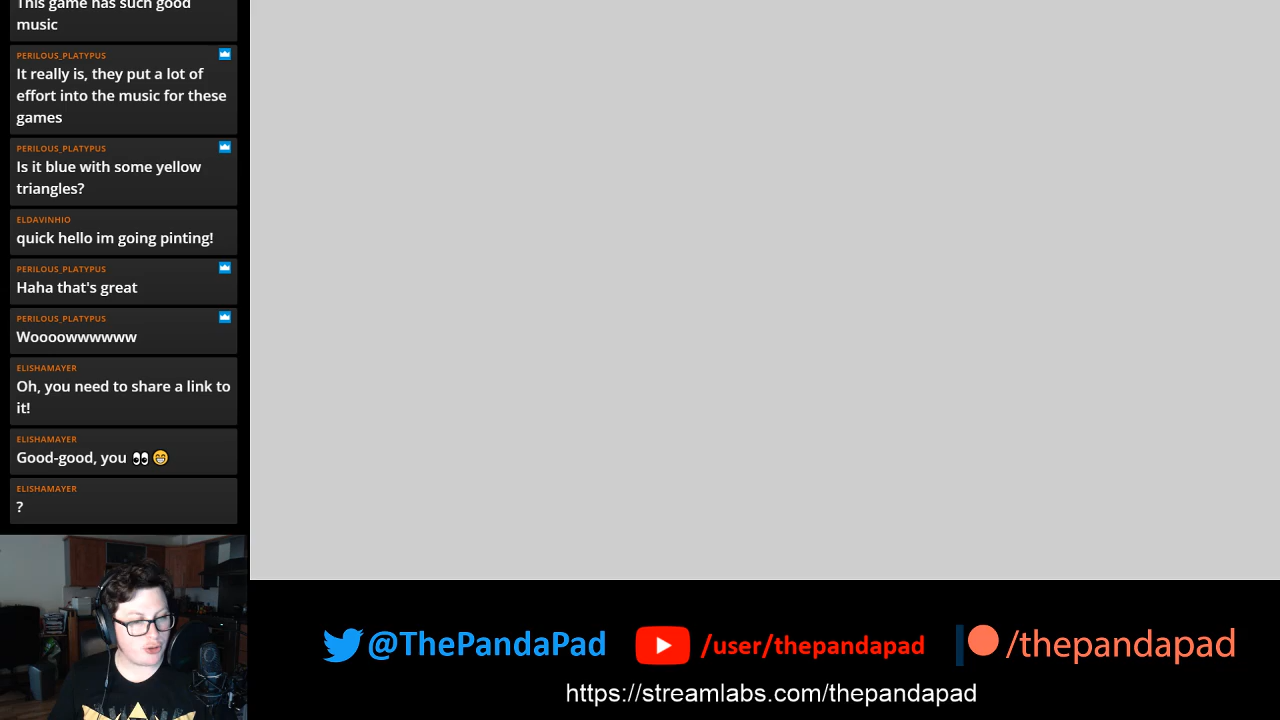 This game has such good
music
PERILOUS_PLATYPUS
It really is, they put a lot of
effort into the music for these
games
PERILOUS_PLATYPUS
Is it blue with some yellow
triangles?
ELDAVINHIO
quick hello im going pinting!
PERILOUS_PLATYPUS
Haha that's great
PERILOUS_PLATYPUS
Woooowwwwww
ELISHAMAYER
Oh, you need to share a link to
it!
ELISHAMAYER
Good-good, you 👀😁
ELISHAMAYER
?
@ThePandaPad /user/thepandapad /thepandapad
https://streamlabs.com/thepandapad